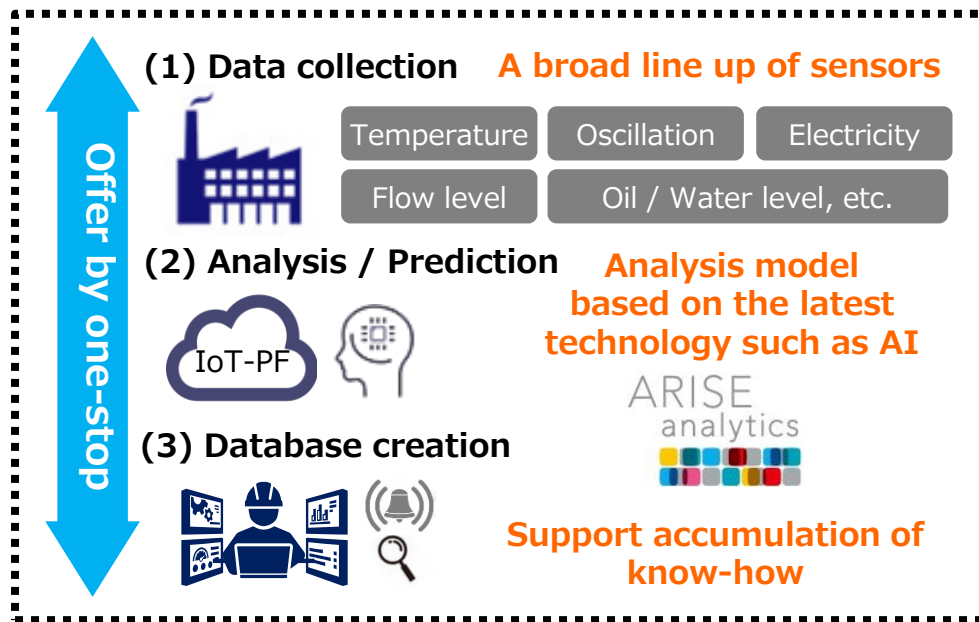 Offer by one-stop
(1) Data collection
A broad line up of sensors
Temperature
Oscillation
Electricity
Flow level
Oil / Water level, etc.
(2) Analysis / Prediction
Analysis model
based on the latest
technology such as AI
IoT-PF
ARISE
analytics
(3) Database creation
Support accumulation of
know-how